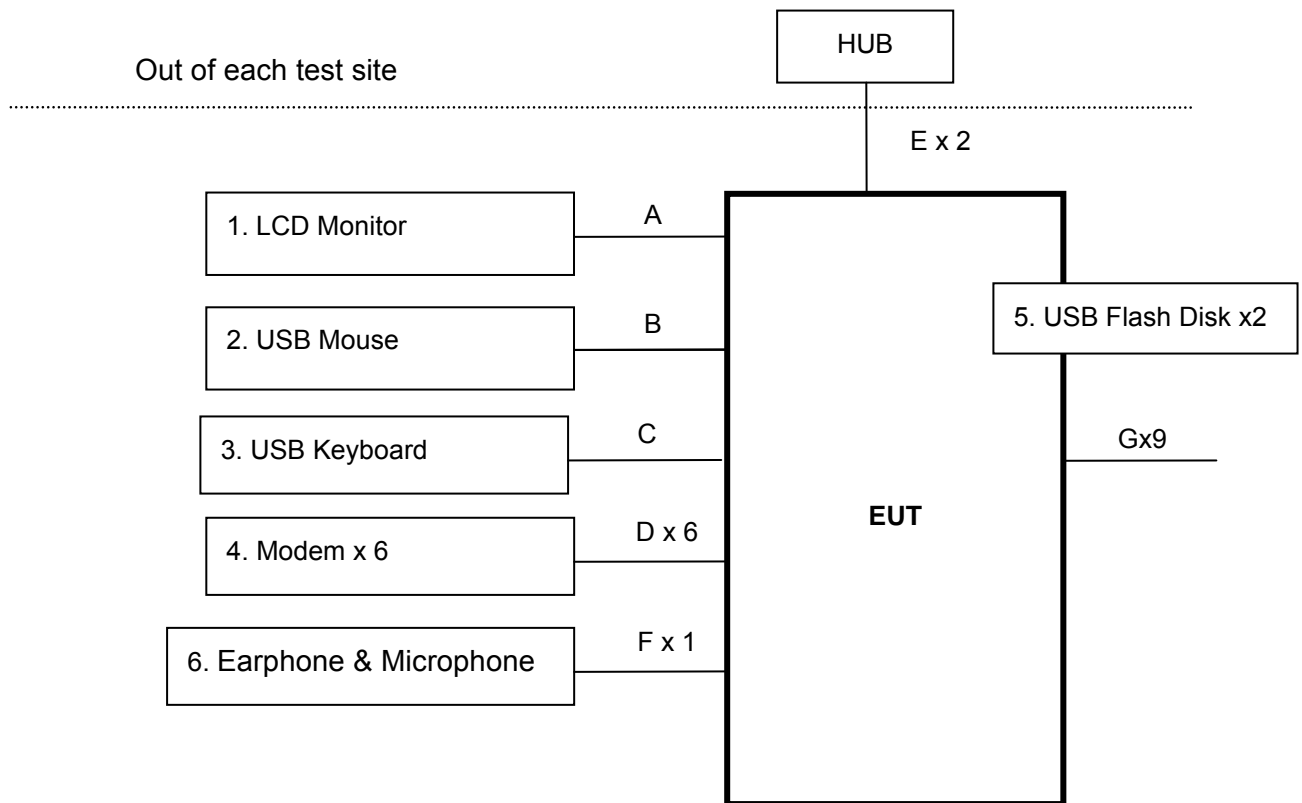 HUB
Out of each test site
E x 2
1. LCD Monitor
A
2. USB Mouse
B
5. USB Flash Disk x2
3. USB Keyboard
C
Gx9
EUT
4. Modem x 6
D x 6
6. Earphone & Microphone
F x 1